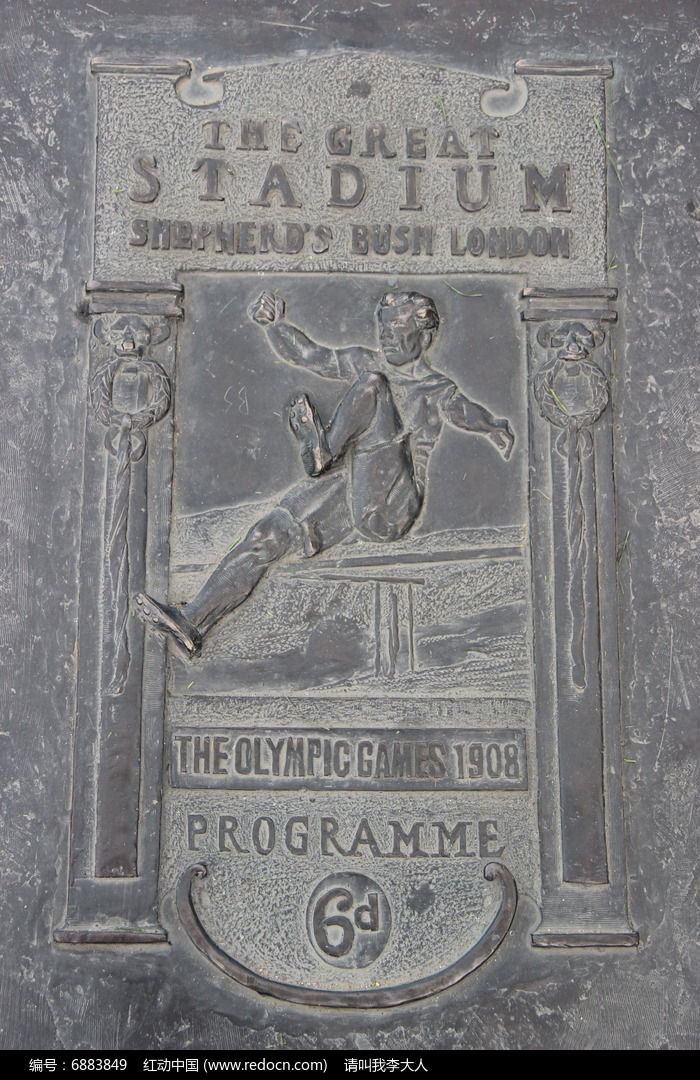 THE GREAT
STADIUM
SHEPHERD'S BUSH LONDON
THE OLYMPIC GAMES 1908
PROGRAMME
6d
编号：6883849 红动中国 (www.redocn.com) 请叫我李大人